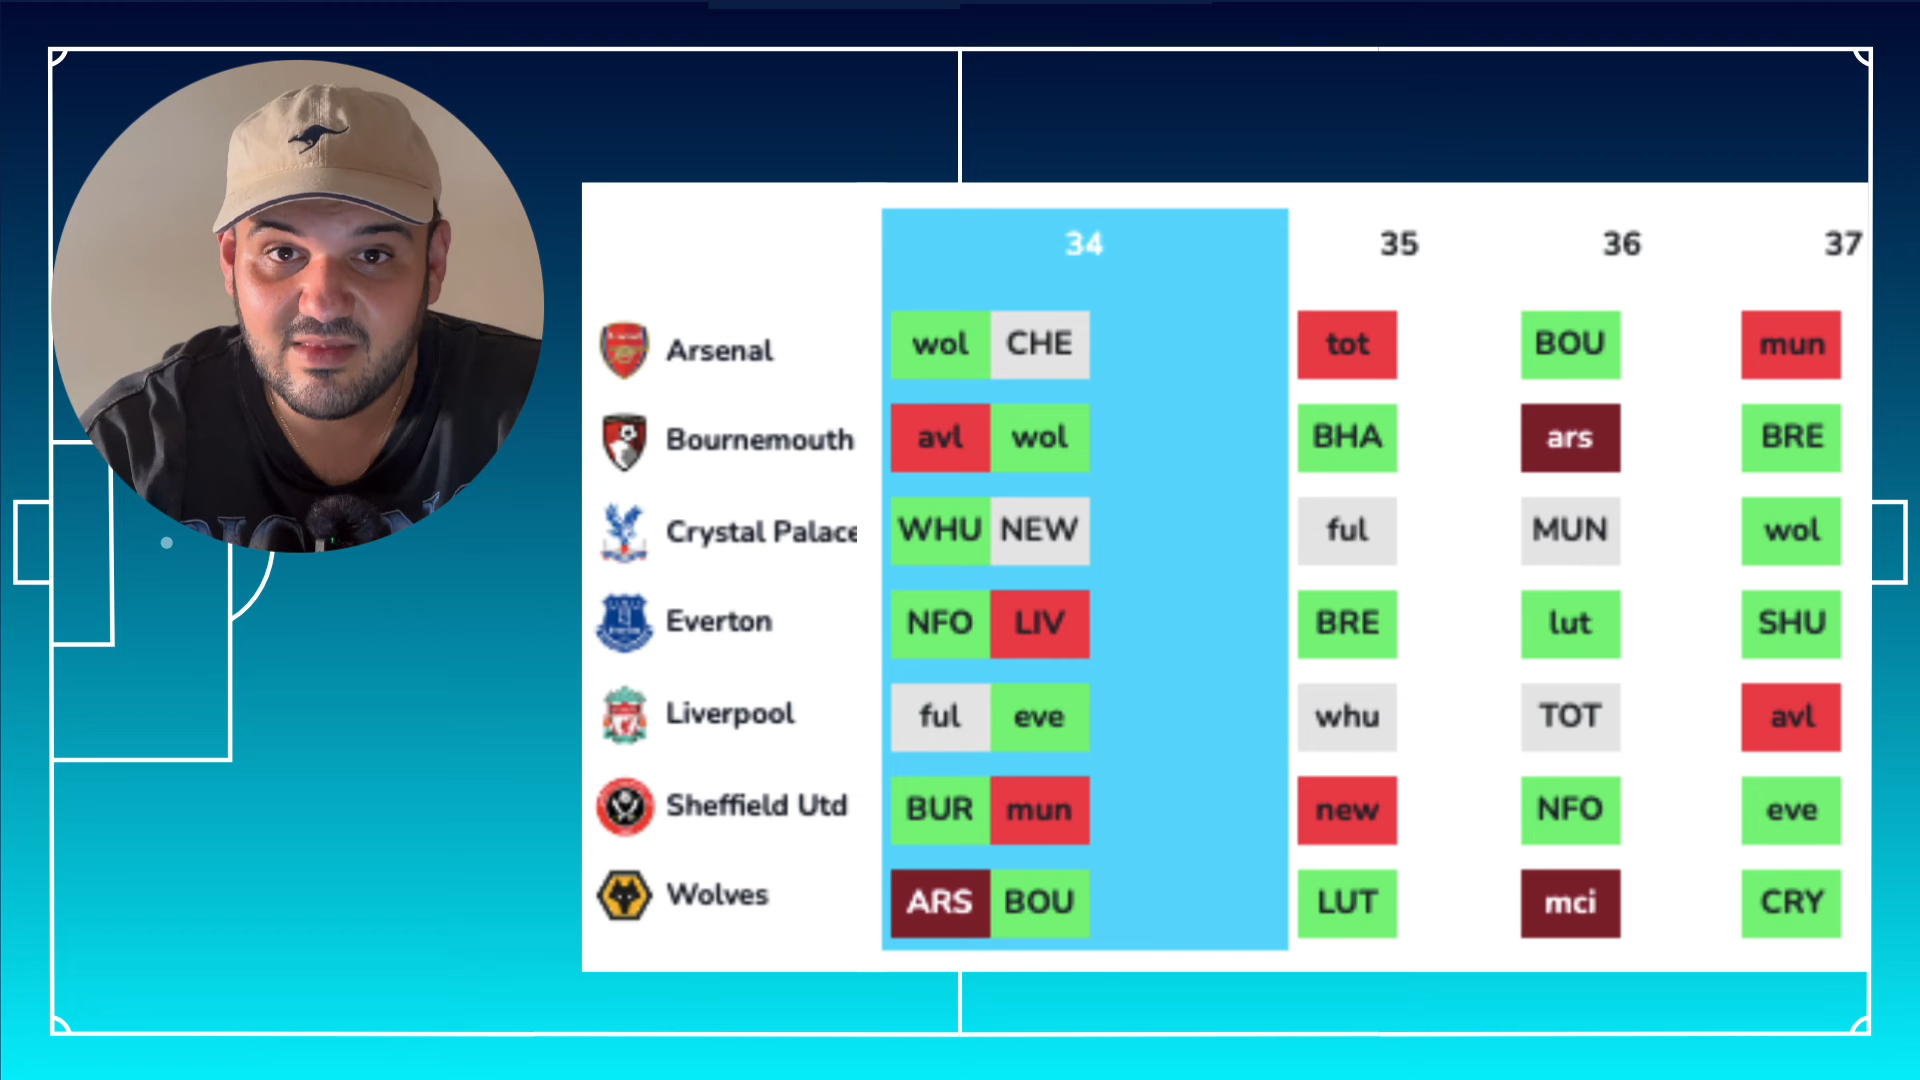 34 35 36 37
Arsenal wol CHE tot BOU mun
Bournemouth avl wol BHA ars BRE
Crystal Palace WHU NEW ful MUN wol
Everton NFO LIV BRE lut SHU
Liverpool ful eve whu TOT avl
Sheffield Utd BUR mun new NFO eve
Wolves ARS BOU LUT mci CRY